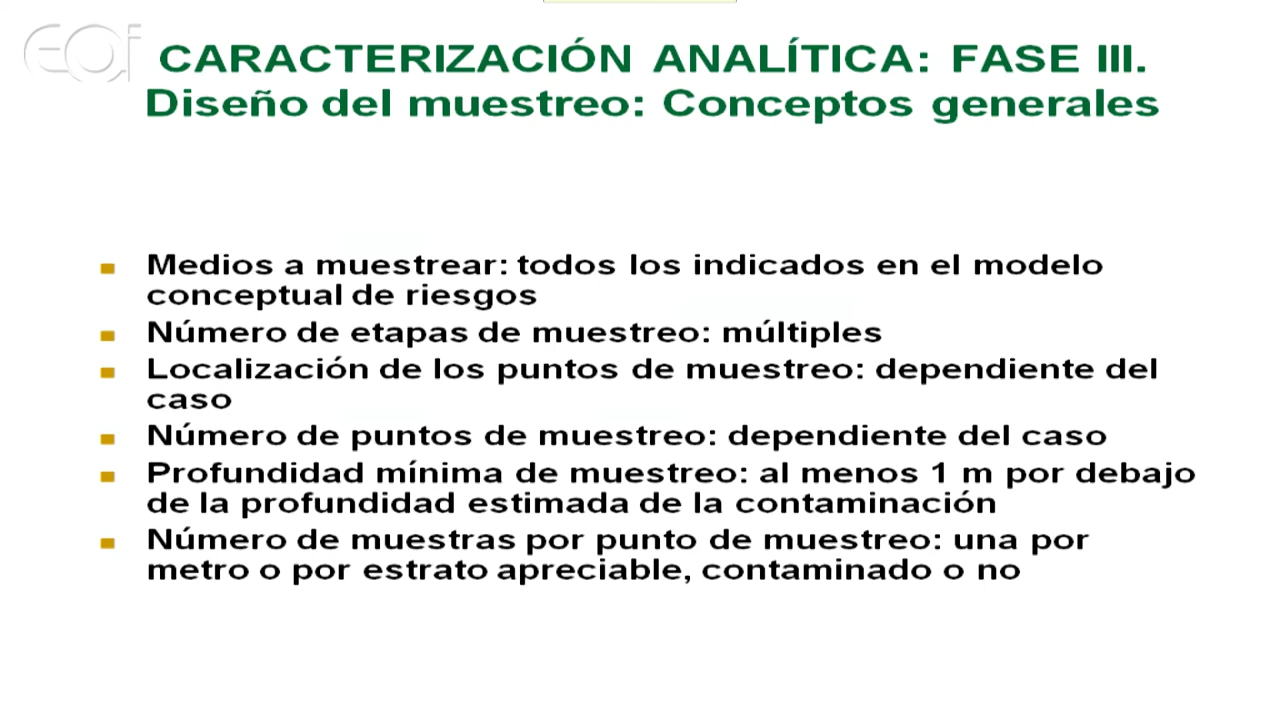 eoi
CARACTERIZACIÓN ANALÍTICA: FASE III.
Diseño del muestreo: Conceptos generales
Medios a muestrear: todos los indicados en el modelo
conceptual de riesgos
Número de etapas de muestreo: múltiples
Localización de los puntos de muestreo: dependiente del
caso
Número de puntos de muestreo: dependiente del caso
Profundidad mínima de muestreo: al menos 1 m por debajo
de la profundidad estimada de la contaminación
Número de muestras por punto de muestreo: una por
metro o por estrato apreciable, contaminado o no